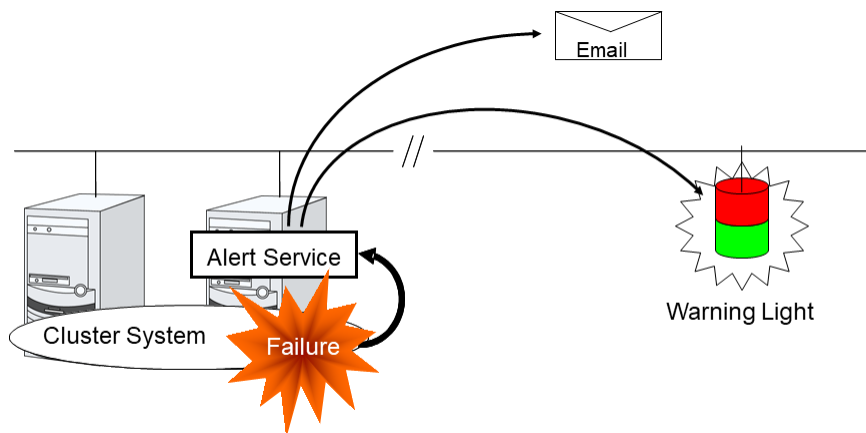 Email
Alert Service
Warning Light
Cluster System
Failure